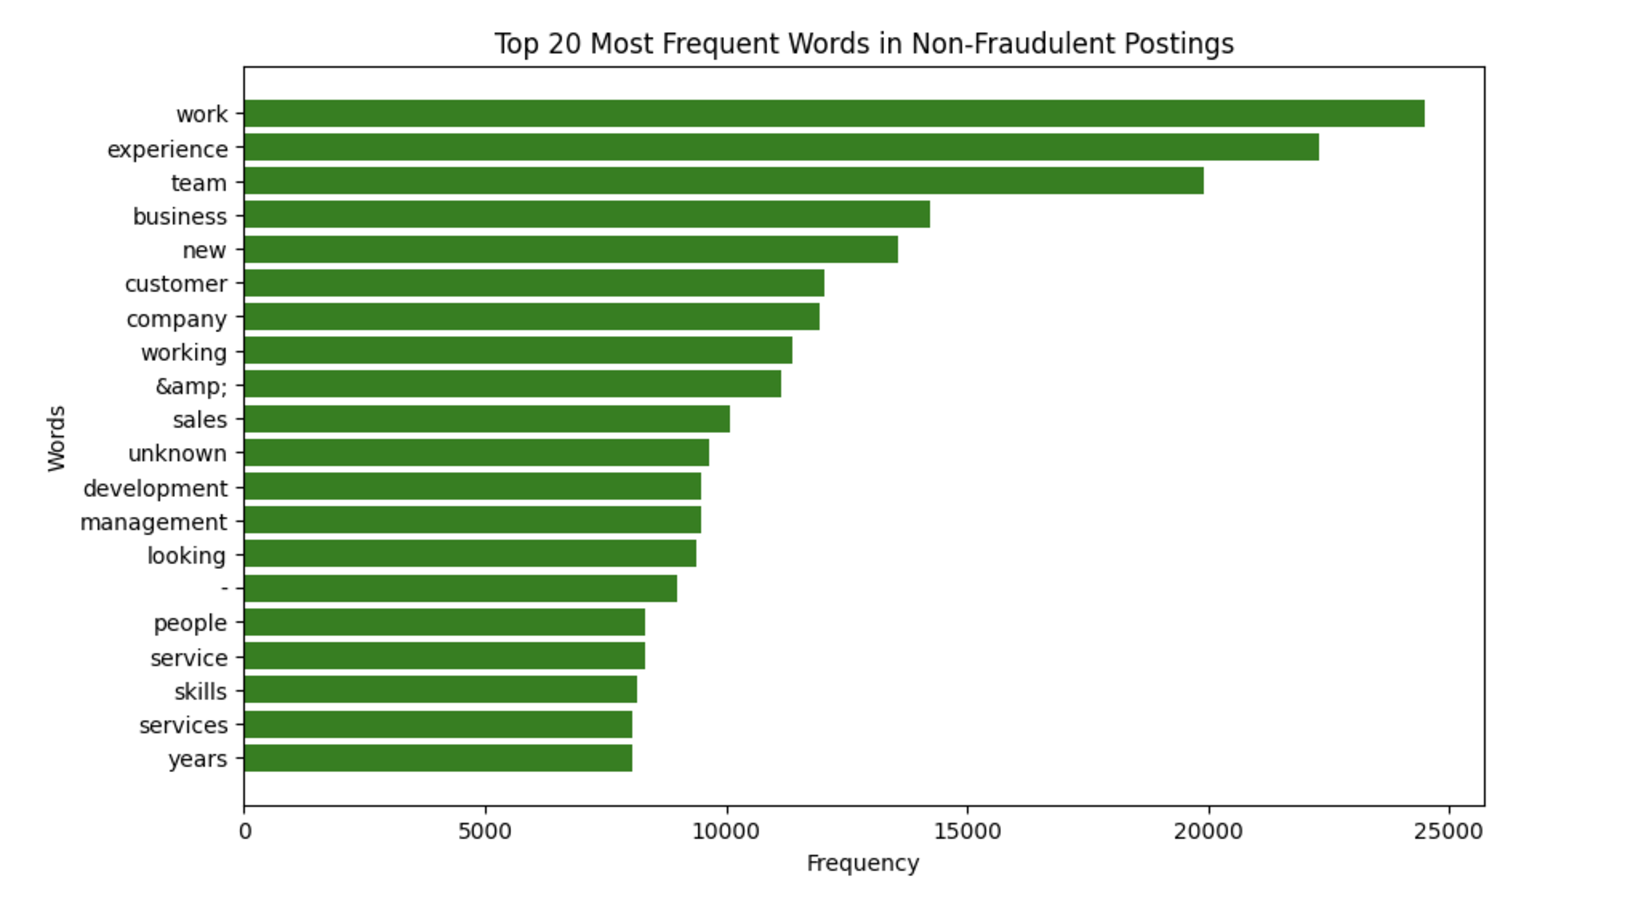 Top 20 Most Frequent Words in Non-Fraudulent Postings
work
experience
team
business
new
customer
company
working
&amp;
sales
unknown
development
management
looking
-
people
service
skills
services
years
Words
0 5000 10000 15000 20000 25000
Frequency